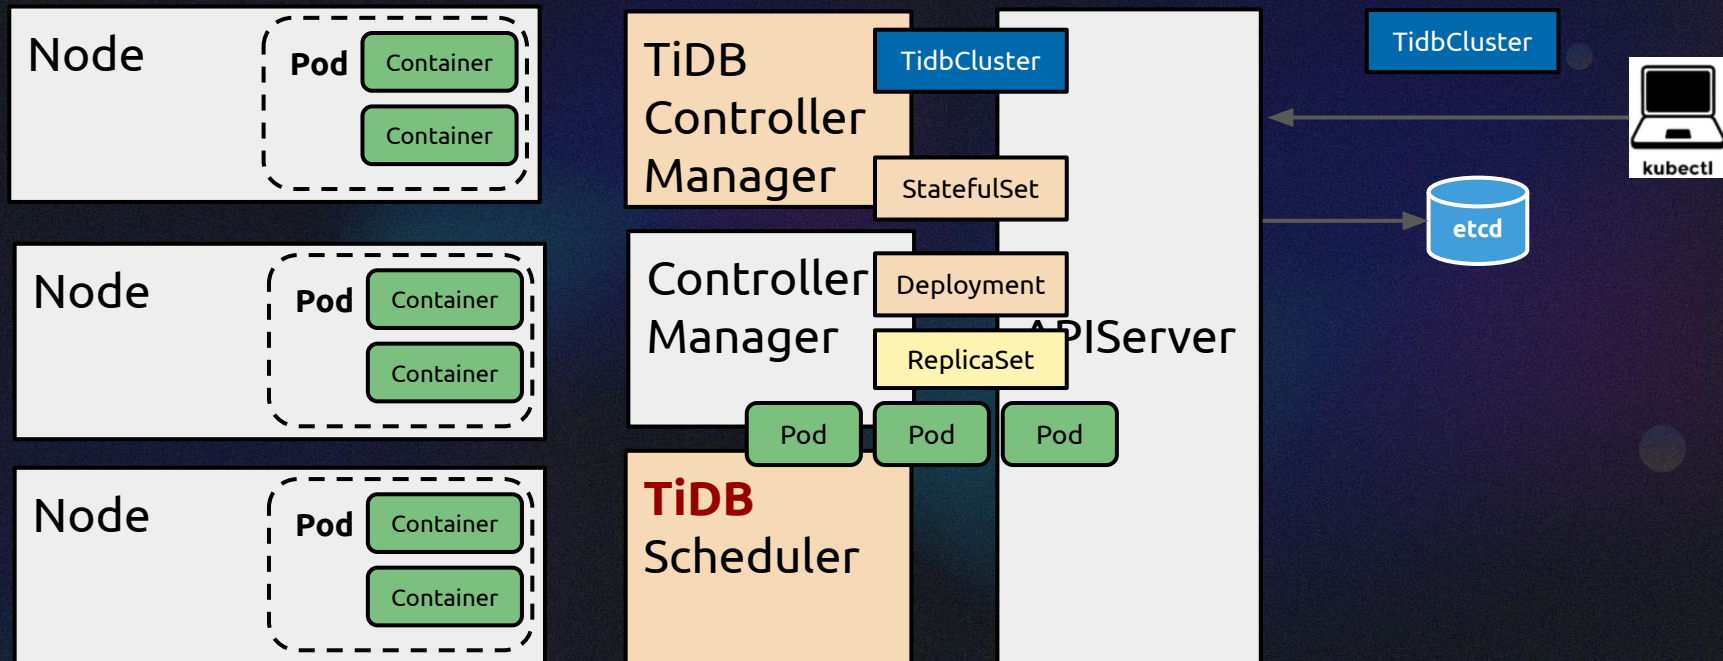 Node
Pod
Container
Container
Node
Pod
Container
Container
Node
Pod
Container
Container
TiDB
Controller
Manager
Controller
Manager
TiDB
Scheduler
TidbCluster
StatefulSet
Deployment
ReplicaSet
Pod
Pod
Pod
APIServer
TidbCluster
kubectl
etcd